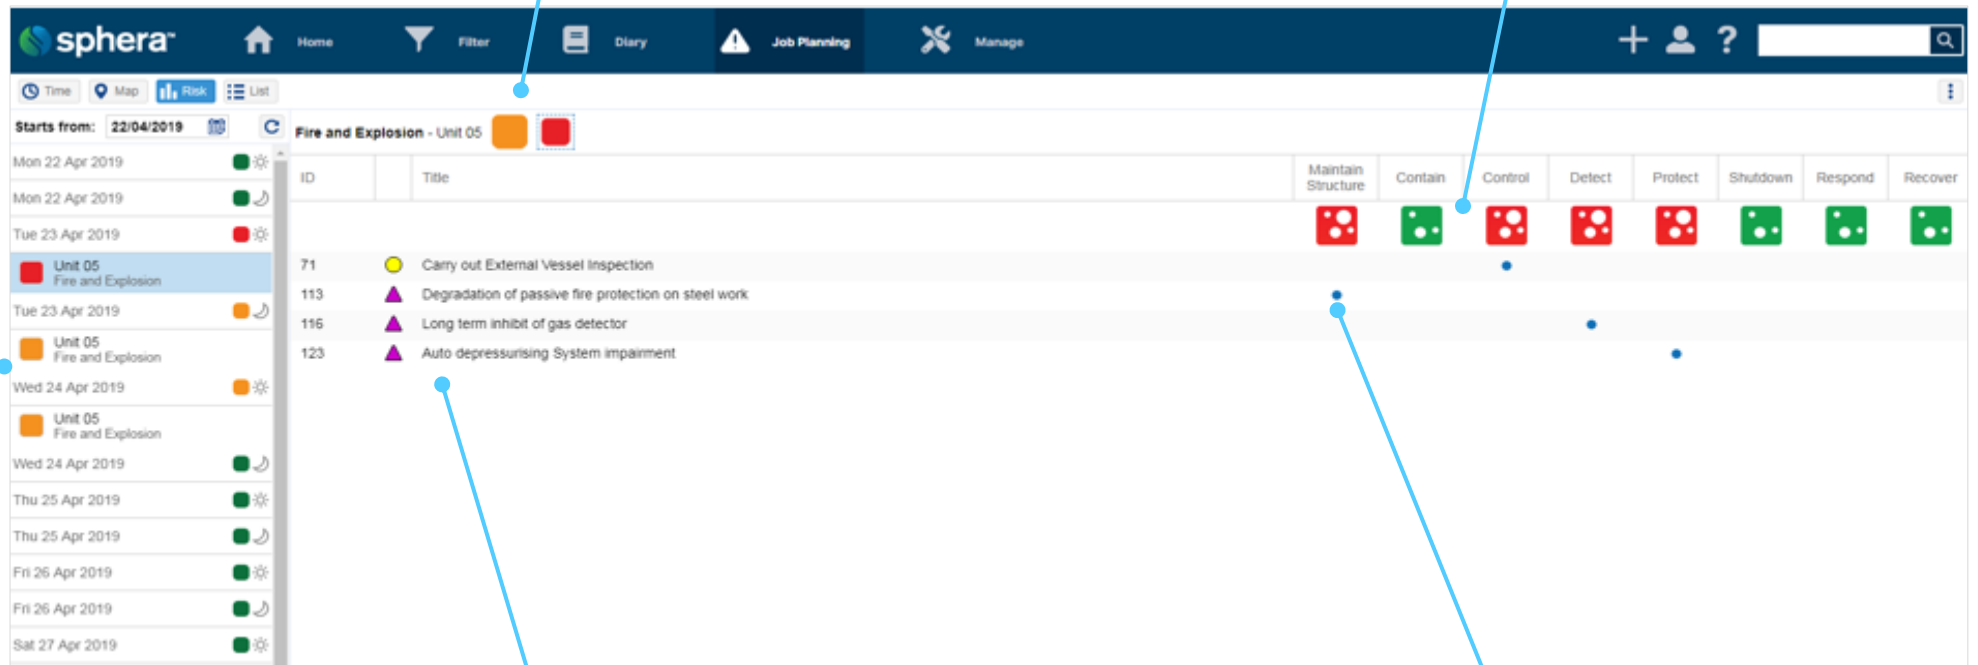 sphera™ Home Filter Diary Job Planning Manage ?
Time Map Risk List
Starts from: 22/04/2019
Fire and Explosion - Unit 05
Mon 22 Apr 2019
Mon 22 Apr 2019
Tue 23 Apr 2019
Unit 05
Fire and Explosion
Tue 23 Apr 2019
Unit 05
Fire and Explosion
Wed 24 Apr 2019
Unit 05
Fire and Explosion
Wed 24 Apr 2019
Thu 25 Apr 2019
Thu 25 Apr 2019
Fri 26 Apr 2019
Fri 26 Apr 2019
Sat 27 Apr 2019
ID Title Maintain Structure Contain Control Detect Protect Shutdown Respond Recover
71 Carry out External Vessel Inspection
113 Degradation of passive fire protection on steel work
116 Long term inhibit of gas detector
123 Auto depressurising System impairment